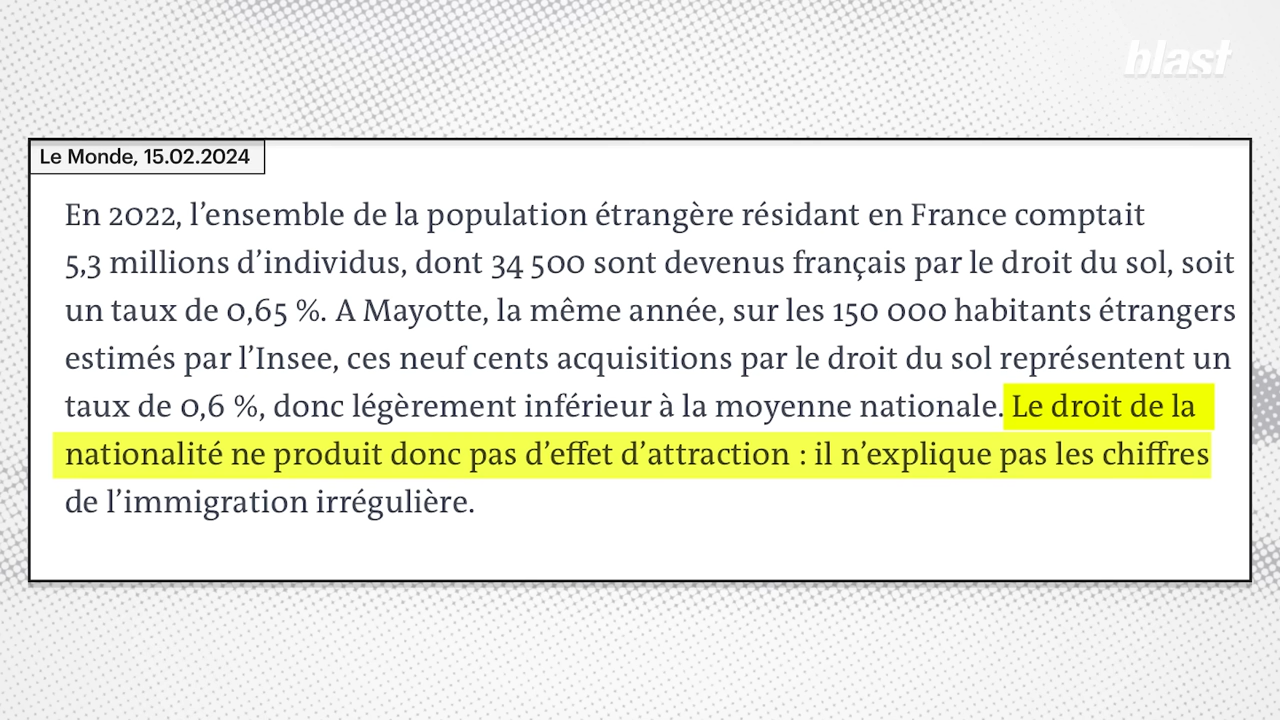 blast
Le Monde, 15.02.2024
En 2022, l’ensemble de la population étrangère résidant en France comptait
5,3 millions d’individus, dont 34 500 sont devenus français par le droit du sol, soit
un taux de 0,65 %. A Mayotte, la même année, sur les 150 000 habitants étrangers
estimés par l’Insee, ces neuf cents acquisitions par le droit du sol représentent un
taux de 0,6 %, donc légèrement inférieur à la moyenne nationale. Le droit de la
nationalité ne produit donc pas d’effet d’attraction : il n’explique pas les chiffres
de l’immigration irrégulière.